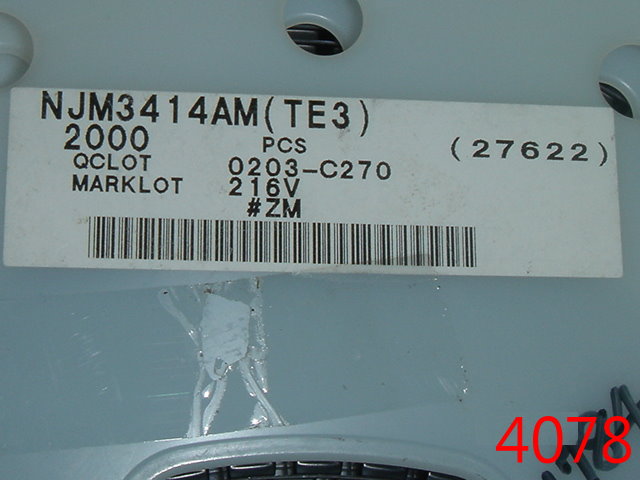 NJM3414AM(TE3)
2000 PCS (27622)
QCLOT 0203-C270
MARKLOT 216V
#ZM
4078